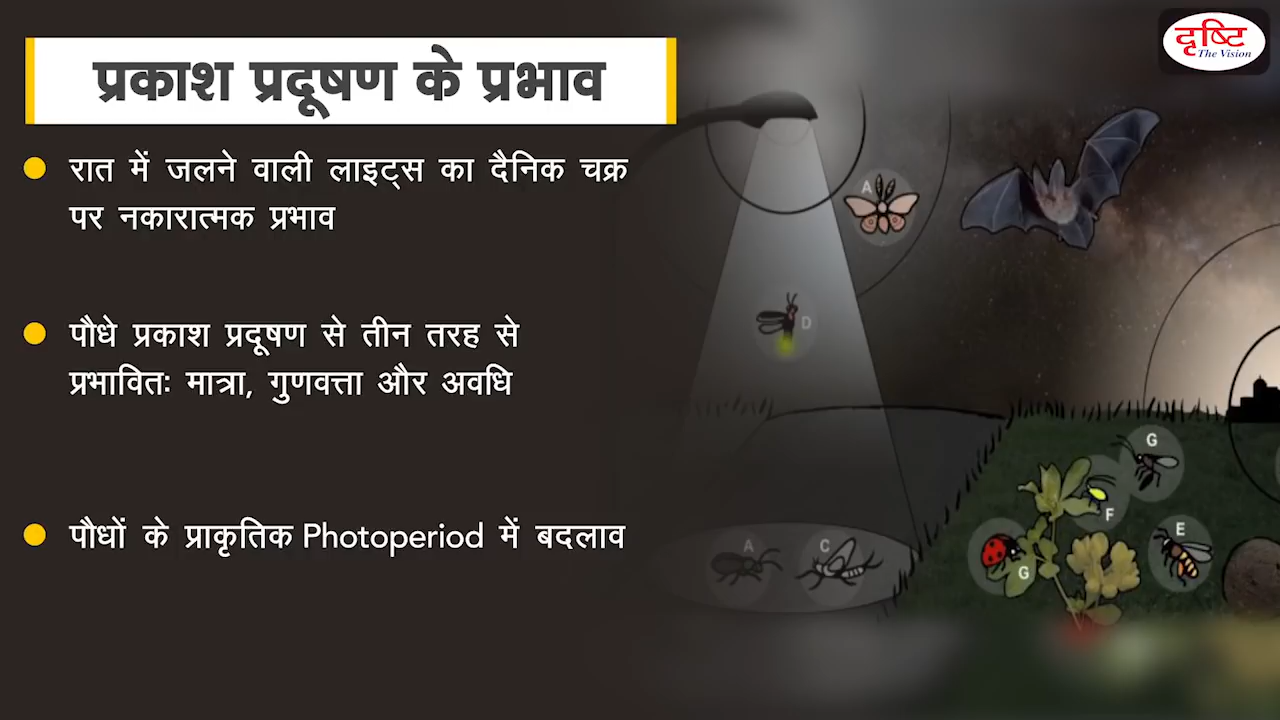 प्रकाश प्रदूषण के प्रभाव
दृष्टि
The Vision
रात में जलने वाली लाइट्स का दैनिक चक्र
पर नकारात्मक प्रभाव
पौधे प्रकाश प्रदूषण से तीन तरह से
प्रभावितः मात्रा, गुणवत्ता और अवधि
पौधों के प्राकृतिक Photoperiod में बदलाव
A
D
G
F
E
A
C
G